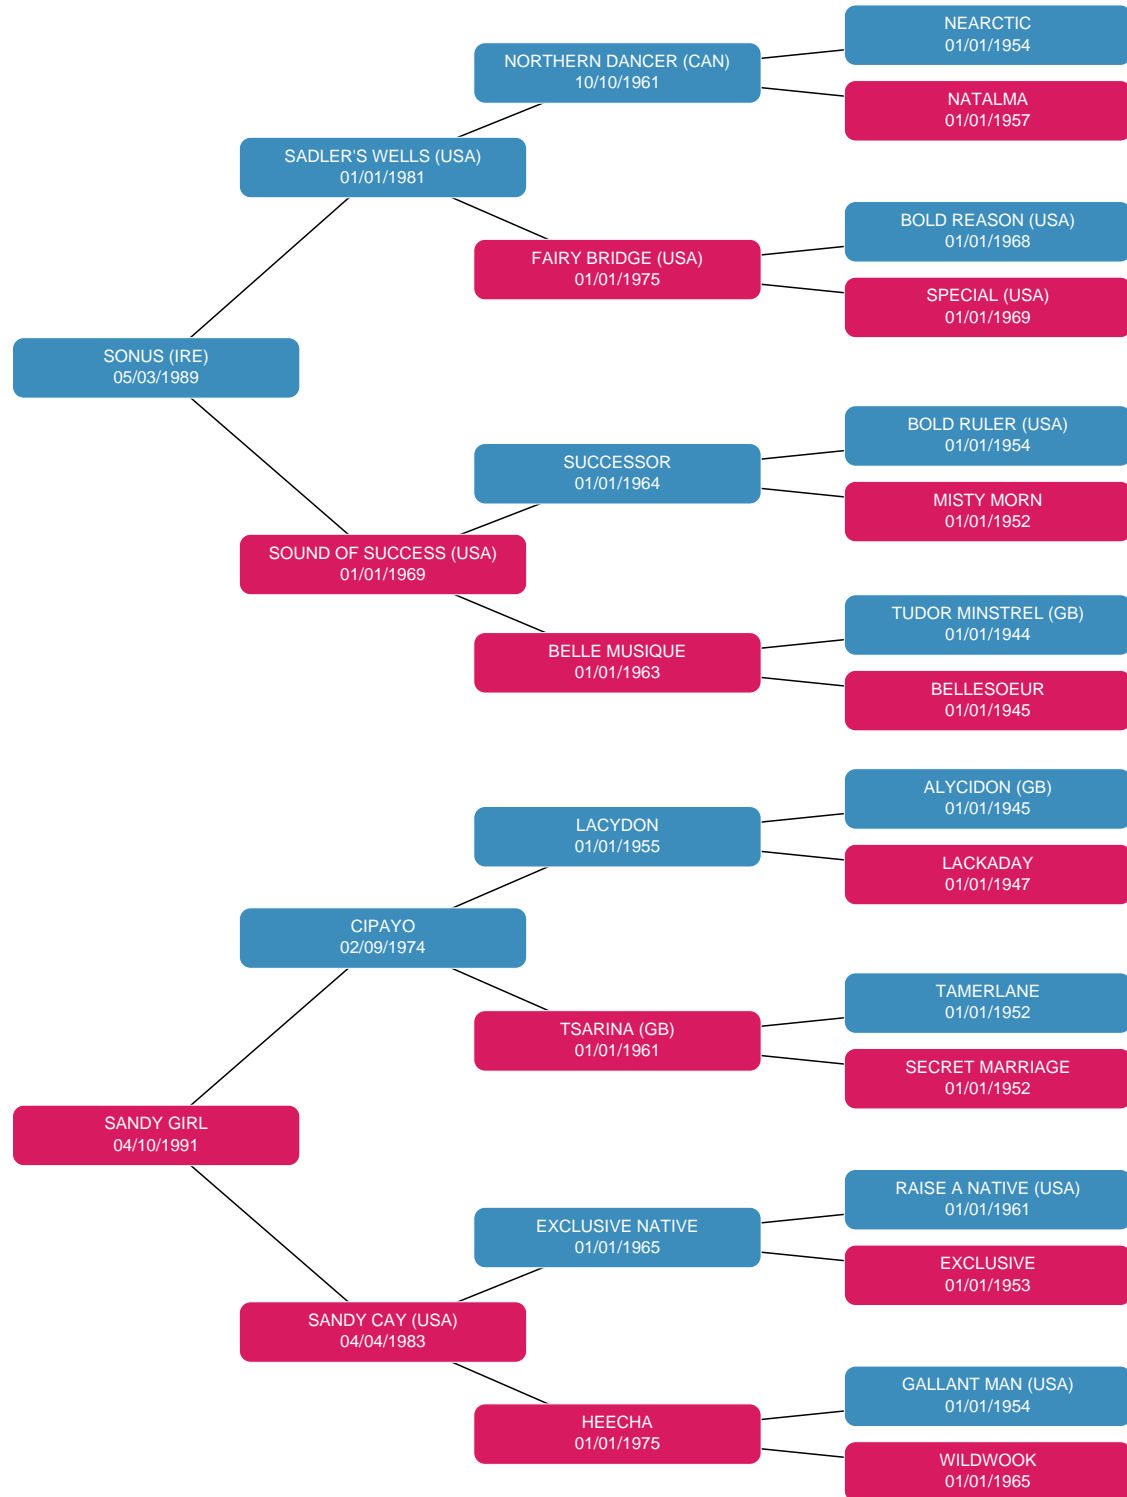 NEARCTIC
01/01/1954
NORTHERN DANCER (CAN)
10/10/1961
NATALMA
01/01/1957
SADLER'S WELLS (USA)
01/01/1981
BOLD REASON (USA)
01/01/1968
FAIRY BRIDGE (USA)
01/01/1975
SPECIAL (USA)
01/01/1969
SONUS (IRE)
05/03/1989
BOLD RULER (USA)
01/01/1954
SUCCESSOR
01/01/1964
MISTY MORN
01/01/1952
SOUND OF SUCCESS (USA)
01/01/1969
TUDOR MINSTREL (GB)
01/01/1944
BELLE MUSIQUE
01/01/1963
BELLESOEUR
01/01/1945
ALYCIDON (GB)
01/01/1945
LACYDON
01/01/1955
LACKADAY
01/01/1947
CIPAYO
02/09/1974
TAMERLANE
01/01/1952
TSARINA (GB)
01/01/1961
SECRET MARRIAGE
01/01/1952
SANDY GIRL
04/10/1991
RAISE A NATIVE (USA)
01/01/1961
EXCLUSIVE NATIVE
01/01/1965
EXCLUSIVE
01/01/1953
SANDY CAY (USA)
04/04/1983
GALLANT MAN (USA)
01/01/1954
HEECHA
01/01/1975
WILDWOOK
01/01/1965